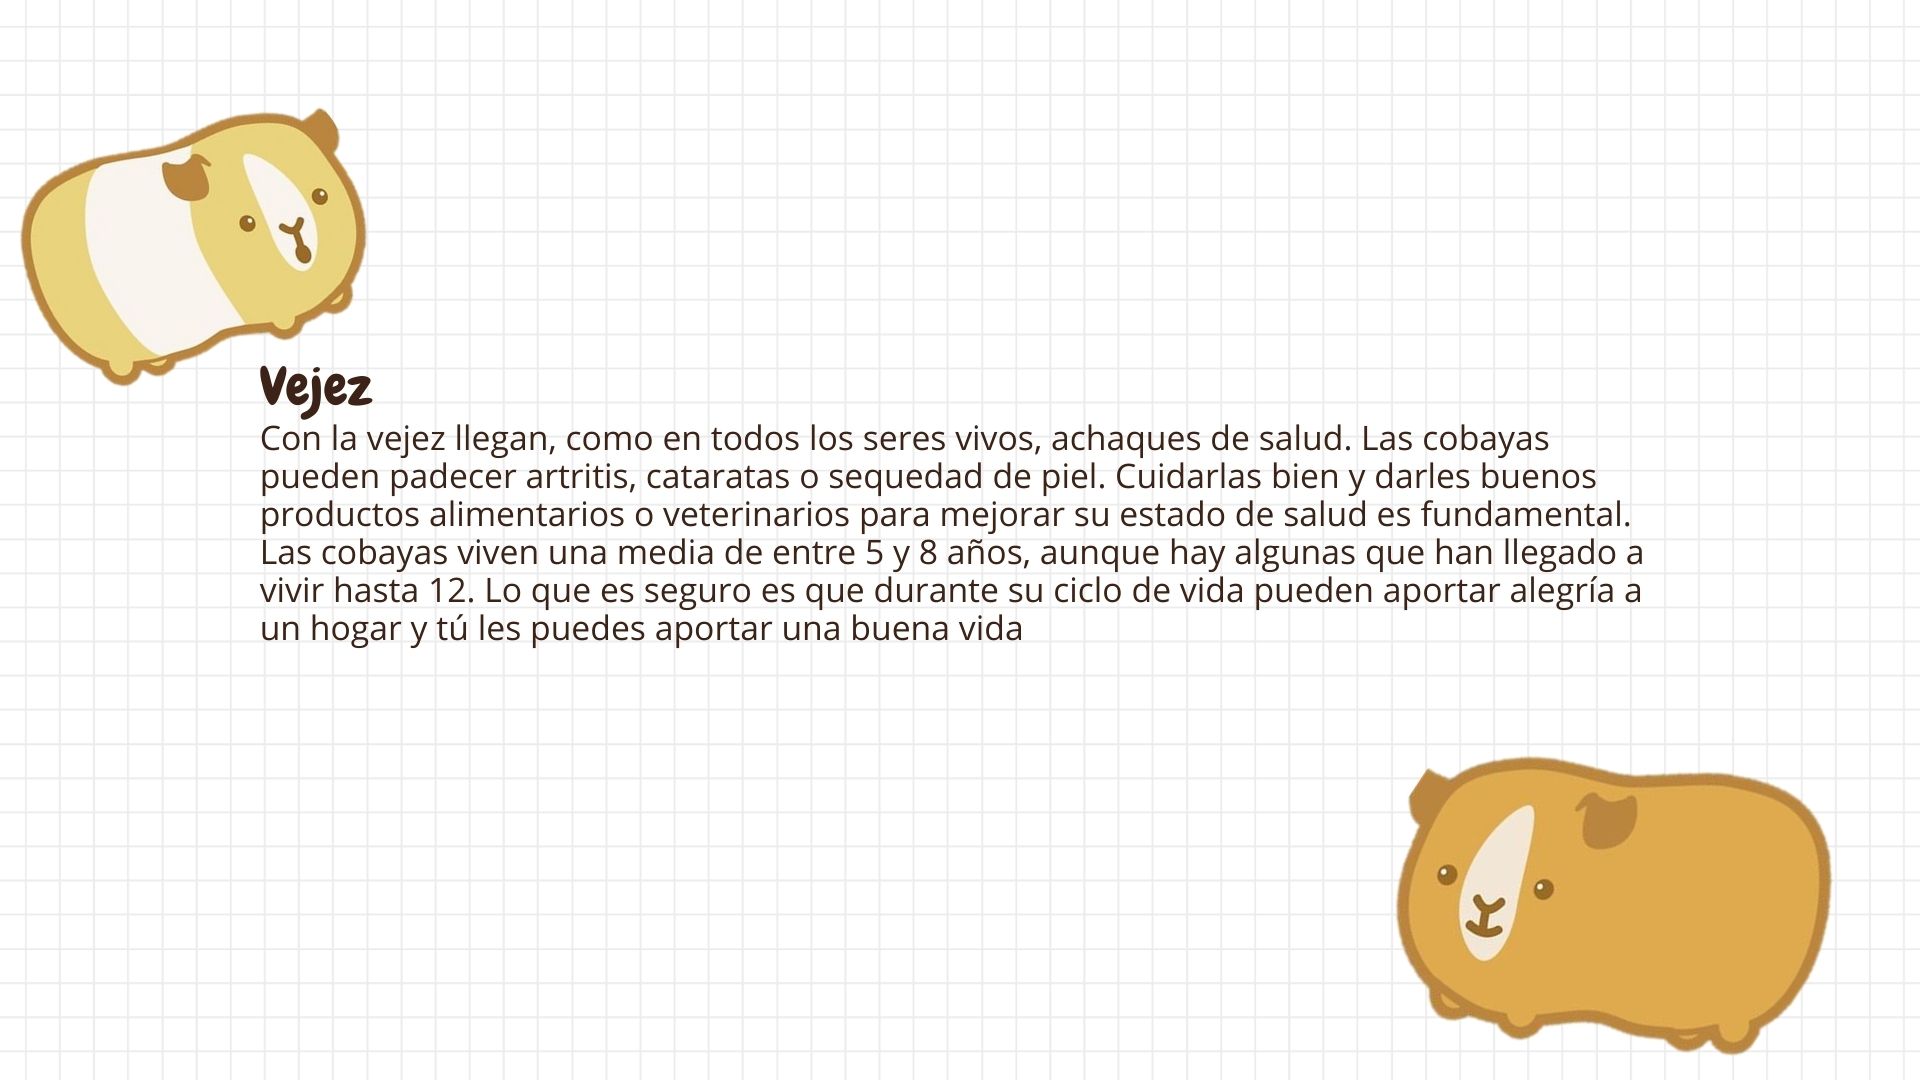 Vejez
Con la vejez llegan, como en todos los seres vivos, achaques de salud. Las cobayas
pueden padecer artritis, cataratas o sequedad de piel. Cuidarlas bien y darles buenos
productos alimentarios o veterinarios para mejorar su estado de salud es fundamental.
Las cobayas viven una media de entre 5 y 8 años, aunque hay algunas que han llegado a
vivir hasta 12. Lo que es seguro es que durante su ciclo de vida pueden aportar alegría a
un hogar y tú les puedes aportar una buena vida